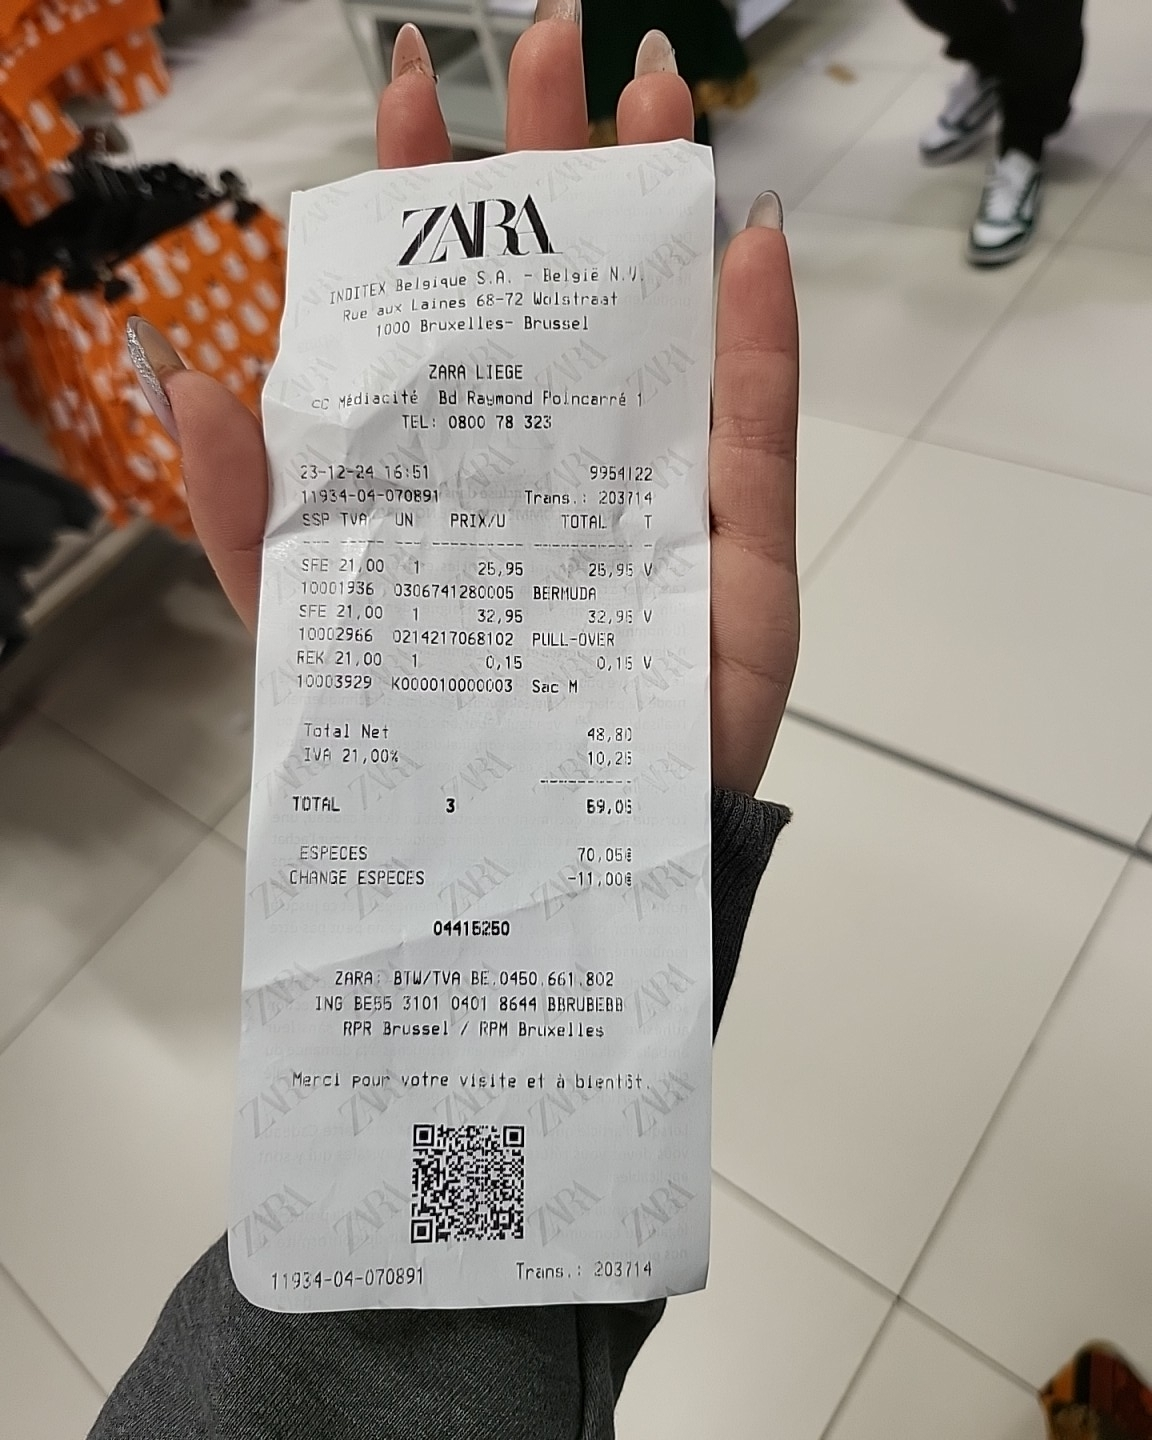 ZARA
INDITEX Belgique S.A. - België N.V.
Rue aux Laines 68-72 Wolstraat
1000 Bruxelles- Brussel
ZARA LIEGE
CC Médiacité Bd Raymond Poincarré 1
TEL: 0800 78 323
23-12-24 16:51 9954122
11934-04-070891 Trans.: 203714
SSP TVA UN PRIX/U TOTAL T
SFE 21,00 1 25,95 25,95 V
10001936 0306741280005 BERMUDA
SFE 21,00 1 32,95 32,95 V
10002966 0214217068102 PULL-OVER
REK 21,00 1 0,15 0,15 V
10003929 K000010000003 Sac M
Total Net 48,80
IVA 21,00% 10,25
TOTAL 3 59,05
ESPECES 70,05€
CHANGE ESPECES -11,00€
04415250
ZARA: BTW/TVA BE.0450.661.802
ING BE55 3101 0401 8644 BBRUBEBB
RPR Brussel / RPM Bruxelles
Merci pour votre visite et à bientôt.
11934-04-070891 Trans.: 203714